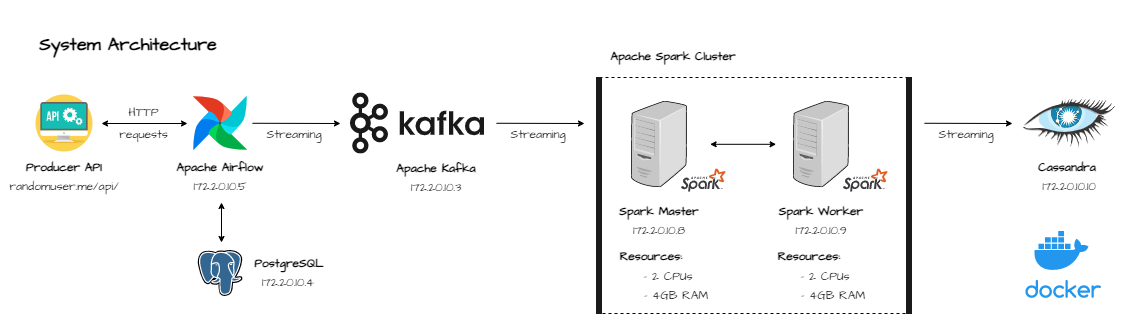 System Architecture
Apache Spark Cluster
API
HTTP
requests
Streaming
kafka
Streaming
Streaming
Producer API
randomuser.me/api/
Apache Airflow
172.20.10.5
Apache Kafka
172.20.10.3
APACHE
Spark
APACHE
Spark
Cassandra
172.20.10.10
Spark Master
172.20.10.8
Spark Worker
172.20.10.9
PostgreSQL
172.20.10.4
Resources:
- 2 CPUs
- 4GB RAM
Resources:
- 2 CPUs
- 4GB RAM
docker